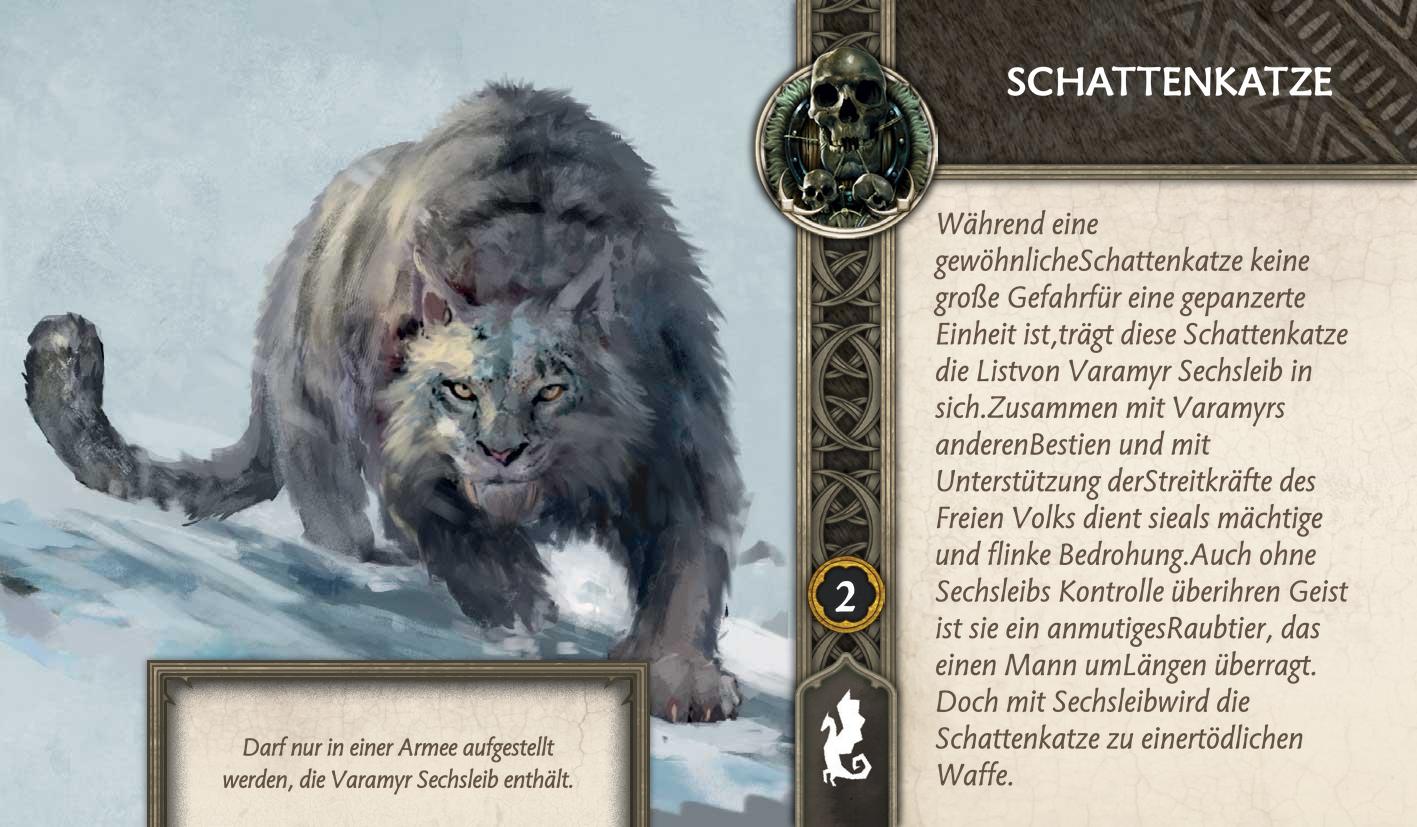 SCHATTENKATZE
Während eine
gewöhnlicheSchattenkatze keine
große Gefahrfür eine gepanzerte
Einheit ist,trägt diese Schattenkatze
die Listvon Varamyr Sechsleib in
sich.Zusammen mit Varamyrs
anderenBestien und mit
Unterstützung derStreitkräfte des
Freien Volks dient sieals mächtige
und flinke Bedrohung.Auch ohne
Sechsleibs Kontrolle überihren Geist
ist sie ein anmutigesRaubtier, das
einen Mann umLängen überragt.
Doch mit Sechsleibwird die
Schattenkatze zu einertödlichen
Waffe.
2
Darf nur in einer Armee aufgestellt
werden, die Varamyr Sechsleib enthält.